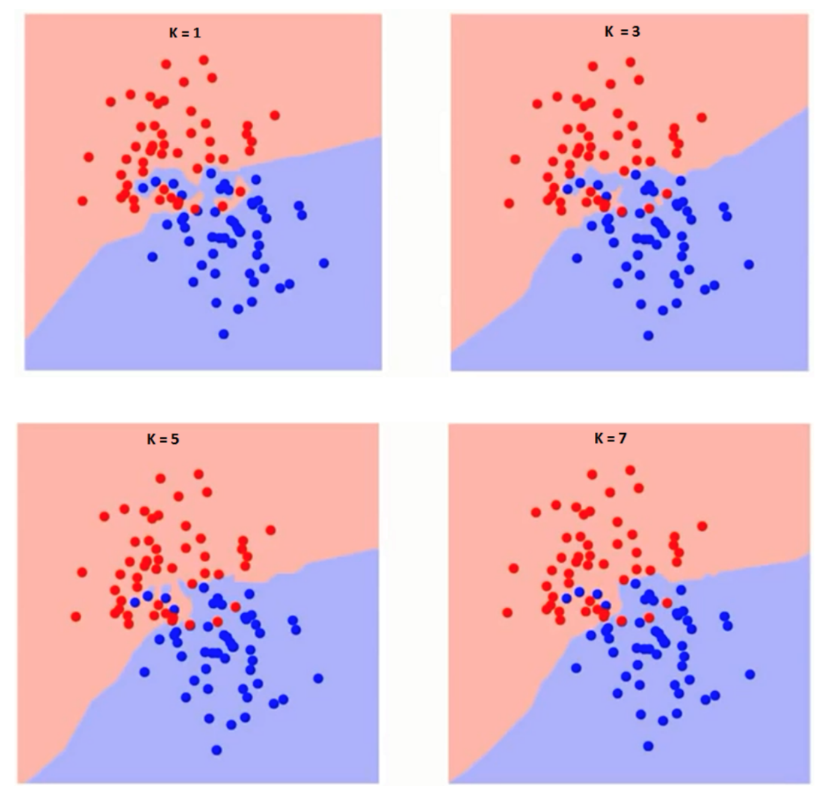 K = 1
K = 3
K = 5
K = 7